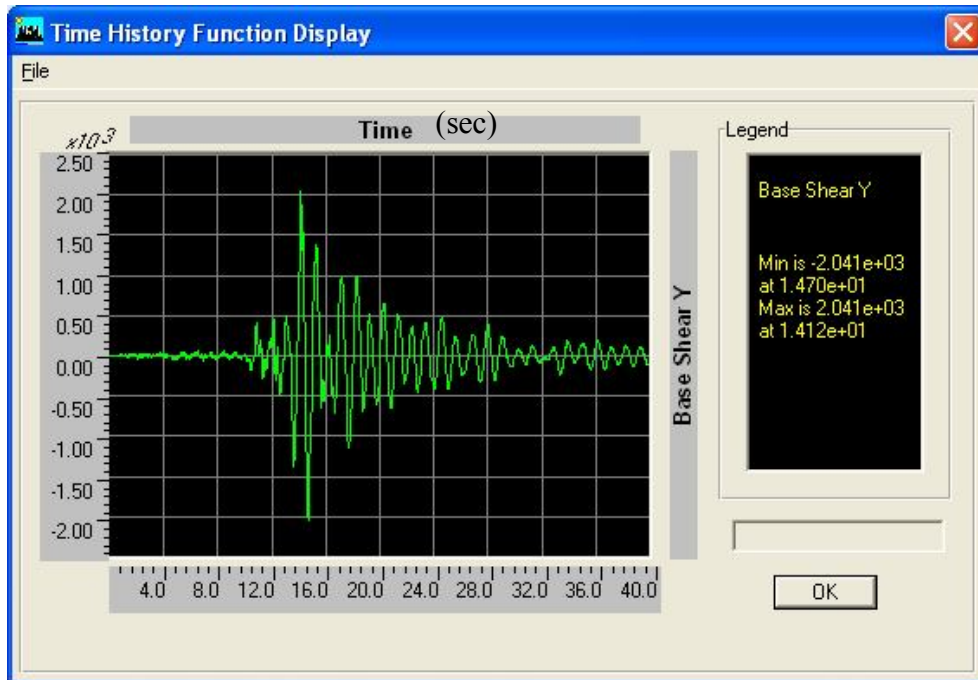 Time History Function Display
File
Time (sec)
x10^3
2.50
2.00
1.50
1.00
0.50
0.00
-0.50
-1.00
-1.50
-2.00
4.0 8.0 12.0 16.0 20.0 24.0 28.0 32.0 36.0 40.0
Base Shear Y
Legend
Base Shear Y
Min is -2.041e+03
at 1.470e+01
Max is 2.041e+03
at 1.412e+01
OK